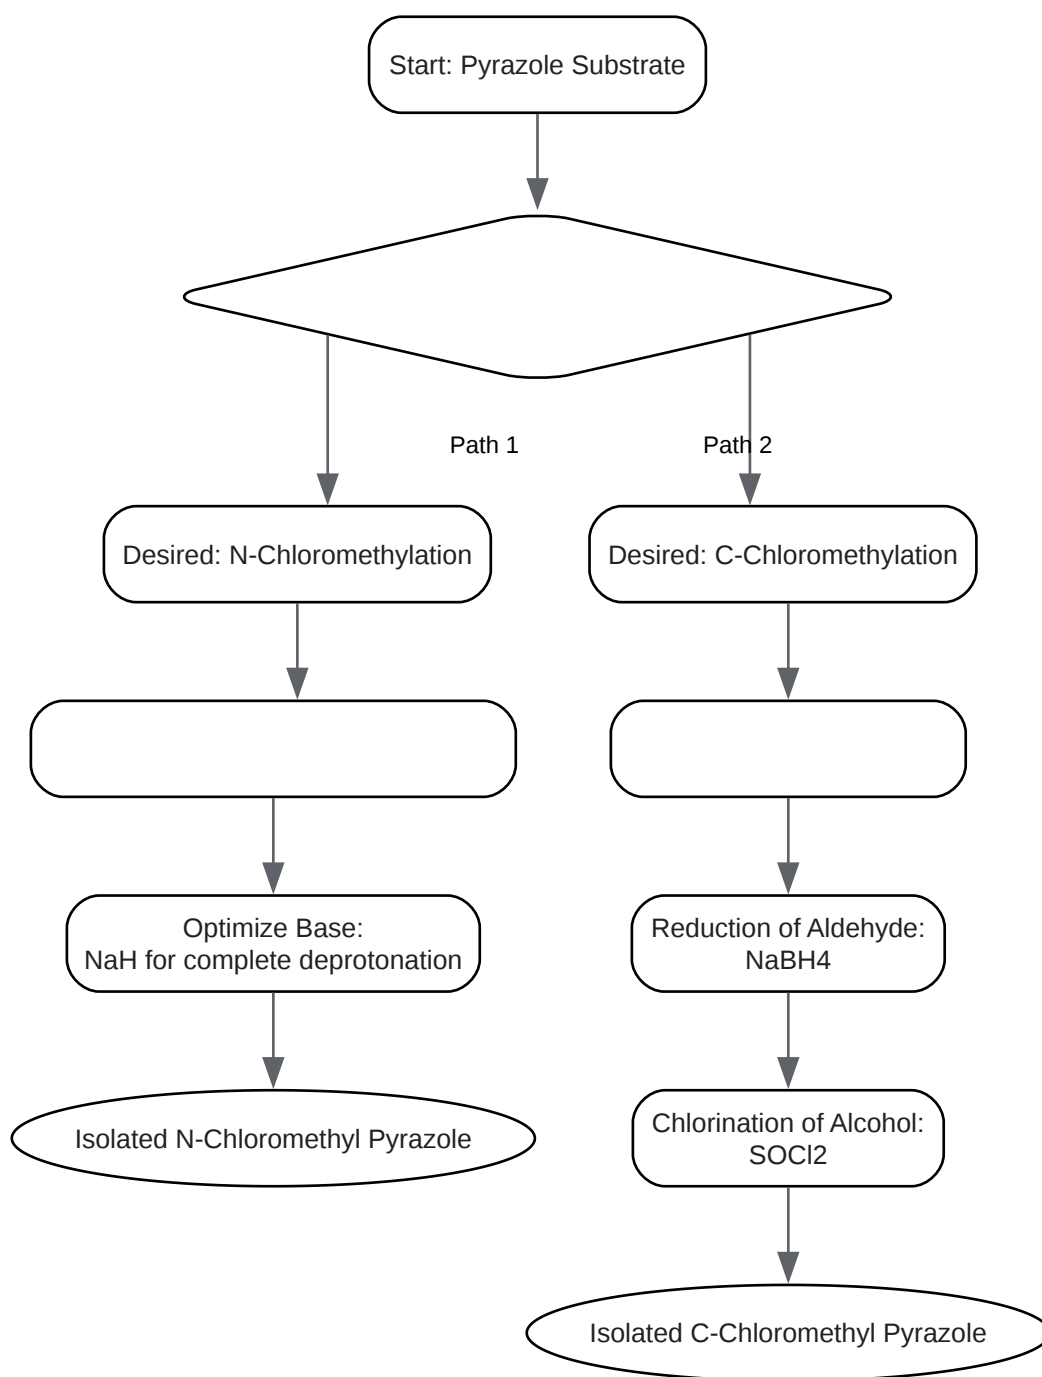 Start: Pyrazole Substrate
Path 1
Path 2
Desired: N-Chloromethylation
Desired: C-Chloromethylation
Optimize Base:
NaH for complete deprotonation
Reduction of Aldehyde:
NaBH4
Isolated N-Chloromethyl Pyrazole
Chlorination of Alcohol:
SOCl2
Isolated C-Chloromethyl Pyrazole